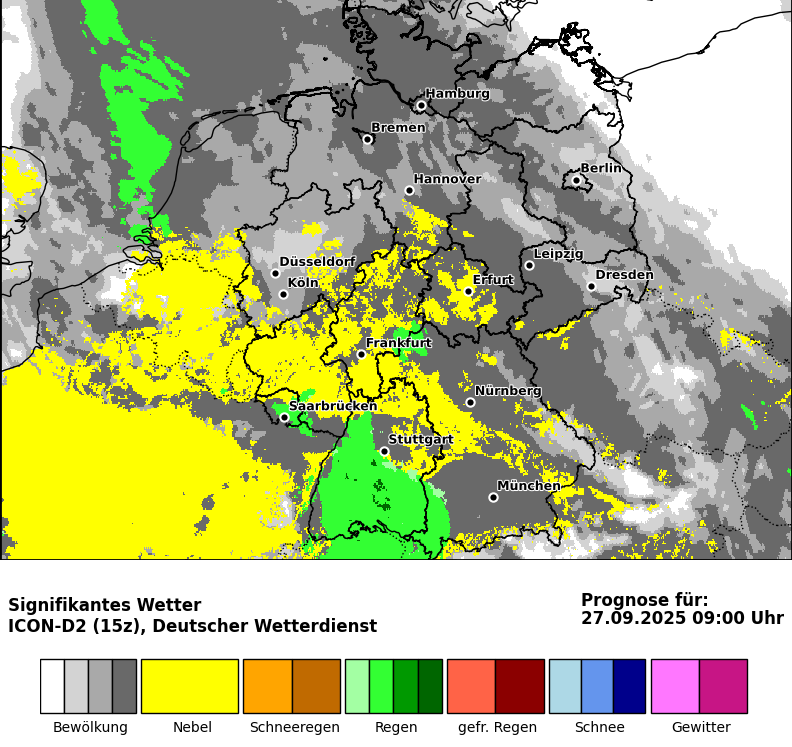 Hamburg
Bremen
Berlin
Hannover
Leipzig
Düsseldorf
Dresden
Köln
Erfurt
Frankfurt
Nürnberg
Saarbrücken
Stuttgart
München
Signifikantes Wetter
ICON-D2 (15z), Deutscher Wetterdienst
Prognose für:
27.09.2025 09:00 Uhr
Bewölkung Nebel Schneeregen Regen gefr. Regen Schnee Gewitter